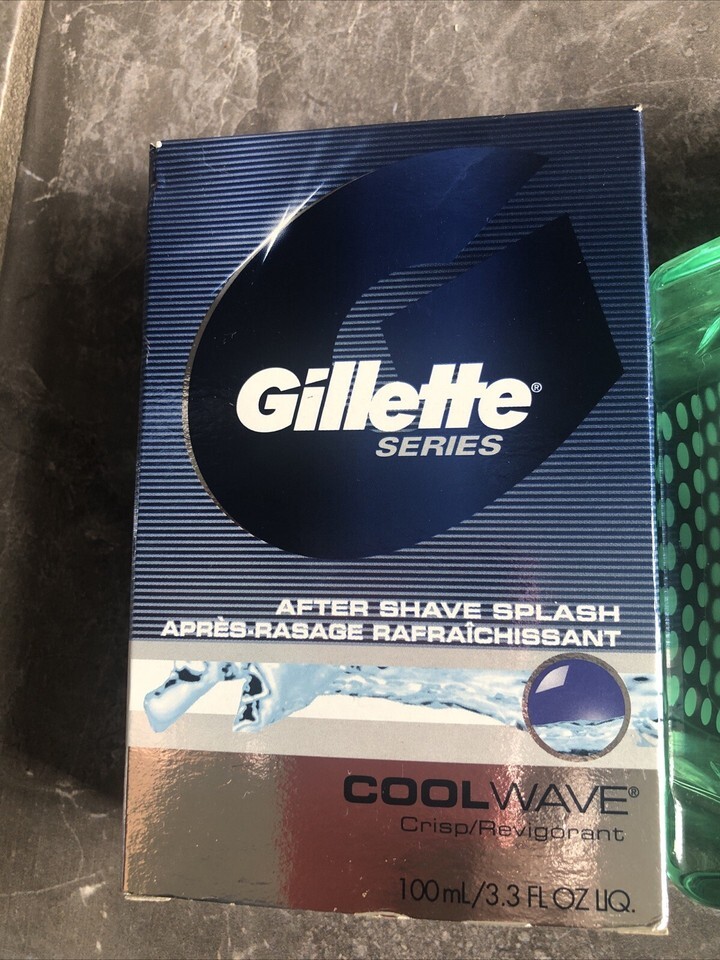 Gillette®
SERIES
AFTER SHAVE SPLASH
APRÈS-RASAGE RAFRAÎCHISSANT
COOLWAVE®
Crisp/Revigorant
100 mL/3.3 FL OZ LIQ.